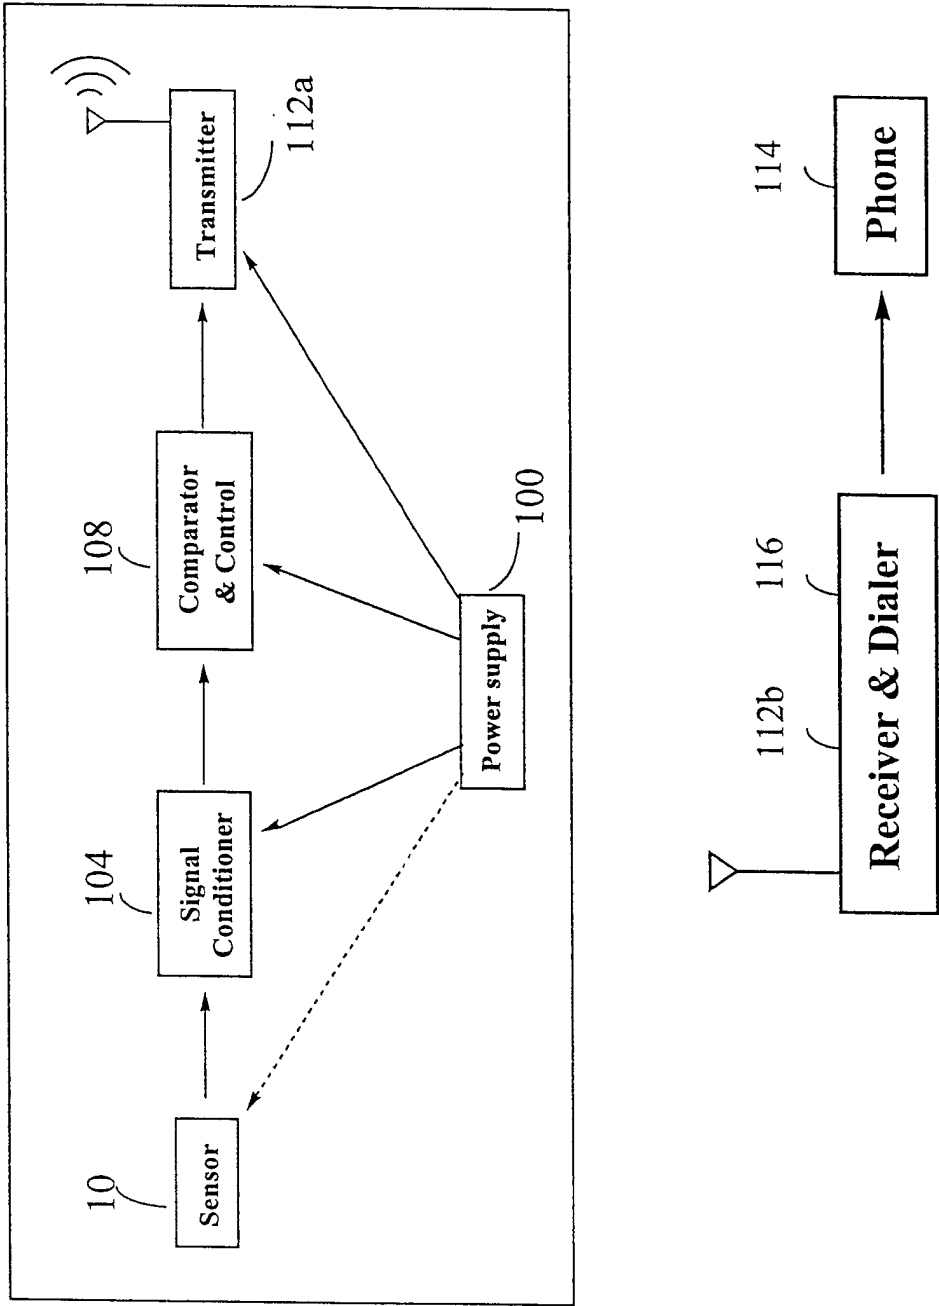 10
Sensor
104
Signal
Conditioner
108
Comparator
& Control
Transmitter
112a
Power supply
100
112b
116
Receiver & Dialer
114
Phone